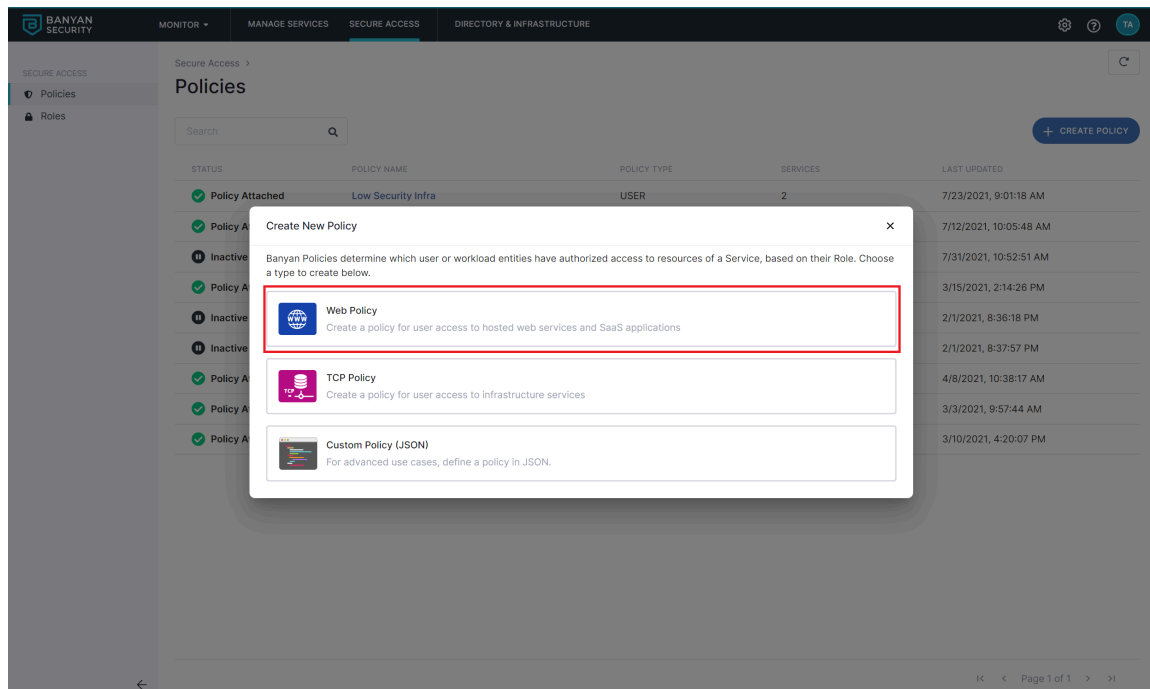 BANYAN
SECURITY
MONITOR
MANAGE SERVICES
SECURE ACCESS
DIRECTORY & INFRASTRUCTURE
TA
SECURE ACCESS
Policies
Roles
Secure Access >
Policies
Search
+ CREATE POLICY
STATUS POLICY NAME POLICY TYPE SERVICES LAST UPDATED
Policy Attached Low Security Infra USER 2 7/23/2021, 9:01:18 AM
Policy A 7/12/2021, 10:05:48 AM
Inactive 7/31/2021, 10:52:51 AM
Policy A 3/15/2021, 2:14:26 PM
Inactive 2/1/2021, 8:36:18 PM
Inactive 2/1/2021, 8:37:57 PM
Policy A 4/8/2021, 10:38:17 AM
Policy A 3/3/2021, 9:57:44 AM
Policy A 3/10/2021, 4:20:07 PM
Create New Policy
Banyan Policies determine which user or workload entities have authorized access to resources of a Service, based on their Role. Choose
a type to create below.
WWW
Web Policy
Create a policy for user access to hosted web services and SaaS applications
TCP
TCP Policy
Create a policy for user access to infrastructure services
Custom Policy (JSON)
For advanced use cases, define a policy in JSON.
Page 1 of 1